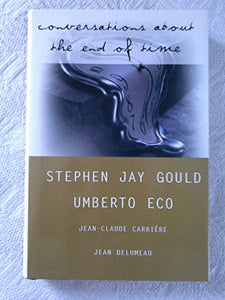 conversations about
the end of time
STEPHEN JAY GOULD
UMBERTO ECO
JEAN-CLAUDE CARRIÈRE
JEAN DELUMEAU